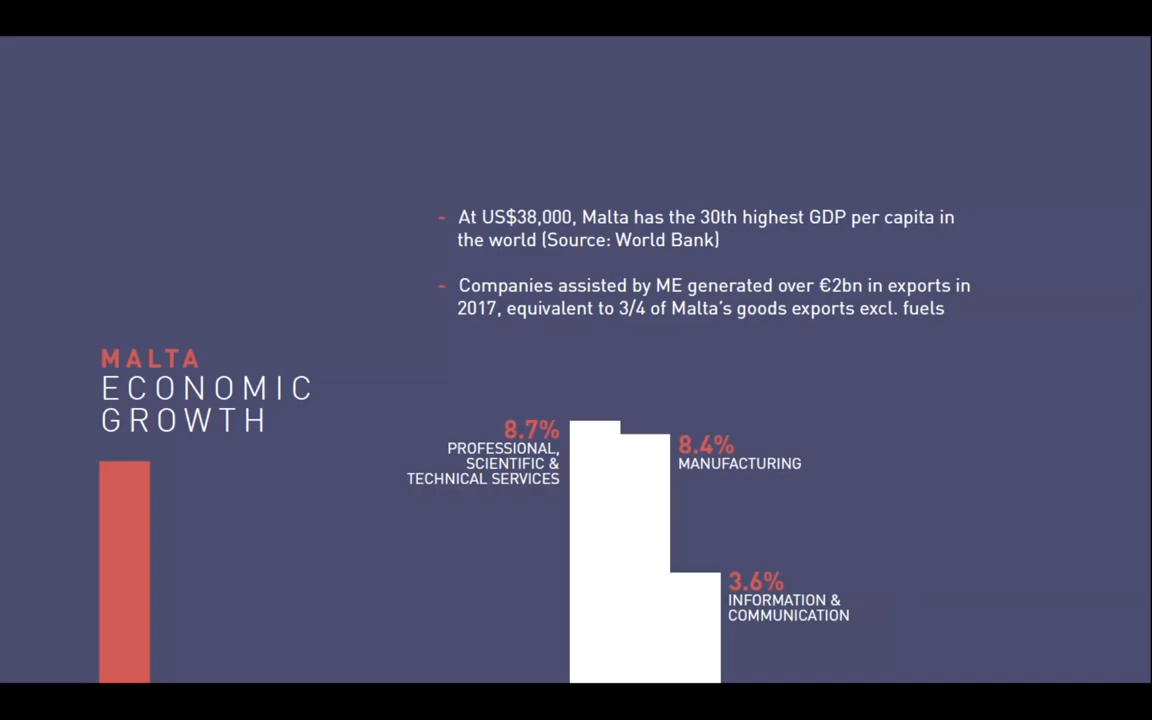 - At US$38,000, Malta has the 30th highest GDP per capita in
the world (Source: World Bank)
- Companies assisted by ME generated over €2bn in exports in
2017, equivalent to 3/4 of Malta's goods exports excl. fuels
MALTA
ECONOMIC
GROWTH
8.7%
PROFESSIONAL,
SCIENTIFIC &
TECHNICAL SERVICES
8.4%
MANUFACTURING
3.6%
INFORMATION &
COMMUNICATION